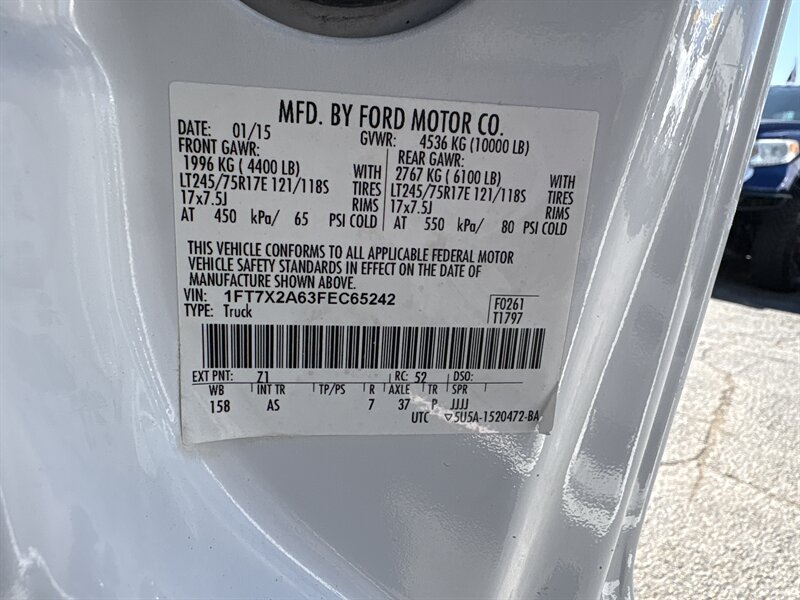 MFD. BY FORD MOTOR CO.
DATE: 01/15 GVWR: 4536 KG (10000 LB)
FRONT GAWR: REAR GAWR:
1996 KG ( 4400 LB) WITH 2767 KG ( 6100 LB) WITH
LT245/75R17E 121/118S TIRES LT245/75R17E 121/118S TIRES
17x7.5J RIMS 17x7.5J RIMS
AT 450 kPa/ 65 PSI COLD AT 550 kPa/ 80 PSI COLD
THIS VEHICLE CONFORMS TO ALL APPLICABLE FEDERAL MOTOR
VEHICLE SAFETY STANDARDS IN EFFECT ON THE DATE OF
MANUFACTURE SHOWN ABOVE.
VIN: 1FT7X2A63FEC65242 F0261
TYPE: Truck T1797
EXT PNT: Z1 RC: 52 DSO:
WB INT TR TP/PS R AXLE TR SPR
158 AS 7 37 P JJJJ
UTC ▽5U5A-1520472-BA